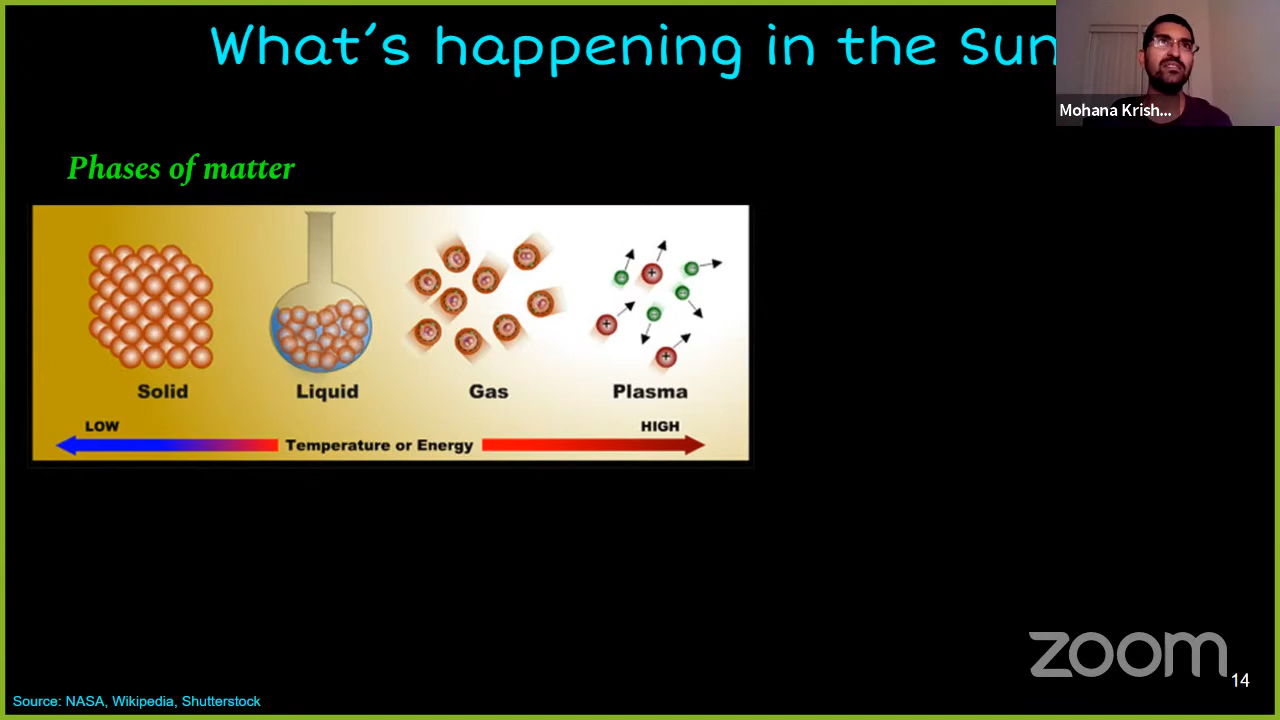 What's happening in the Sun
Mohana Krish...
Phases of matter
Solid
Liquid
Gas
Plasma
LOW
HIGH
Temperature or Energy
zoom
14
Source: NASA, Wikipedia, Shutterstock